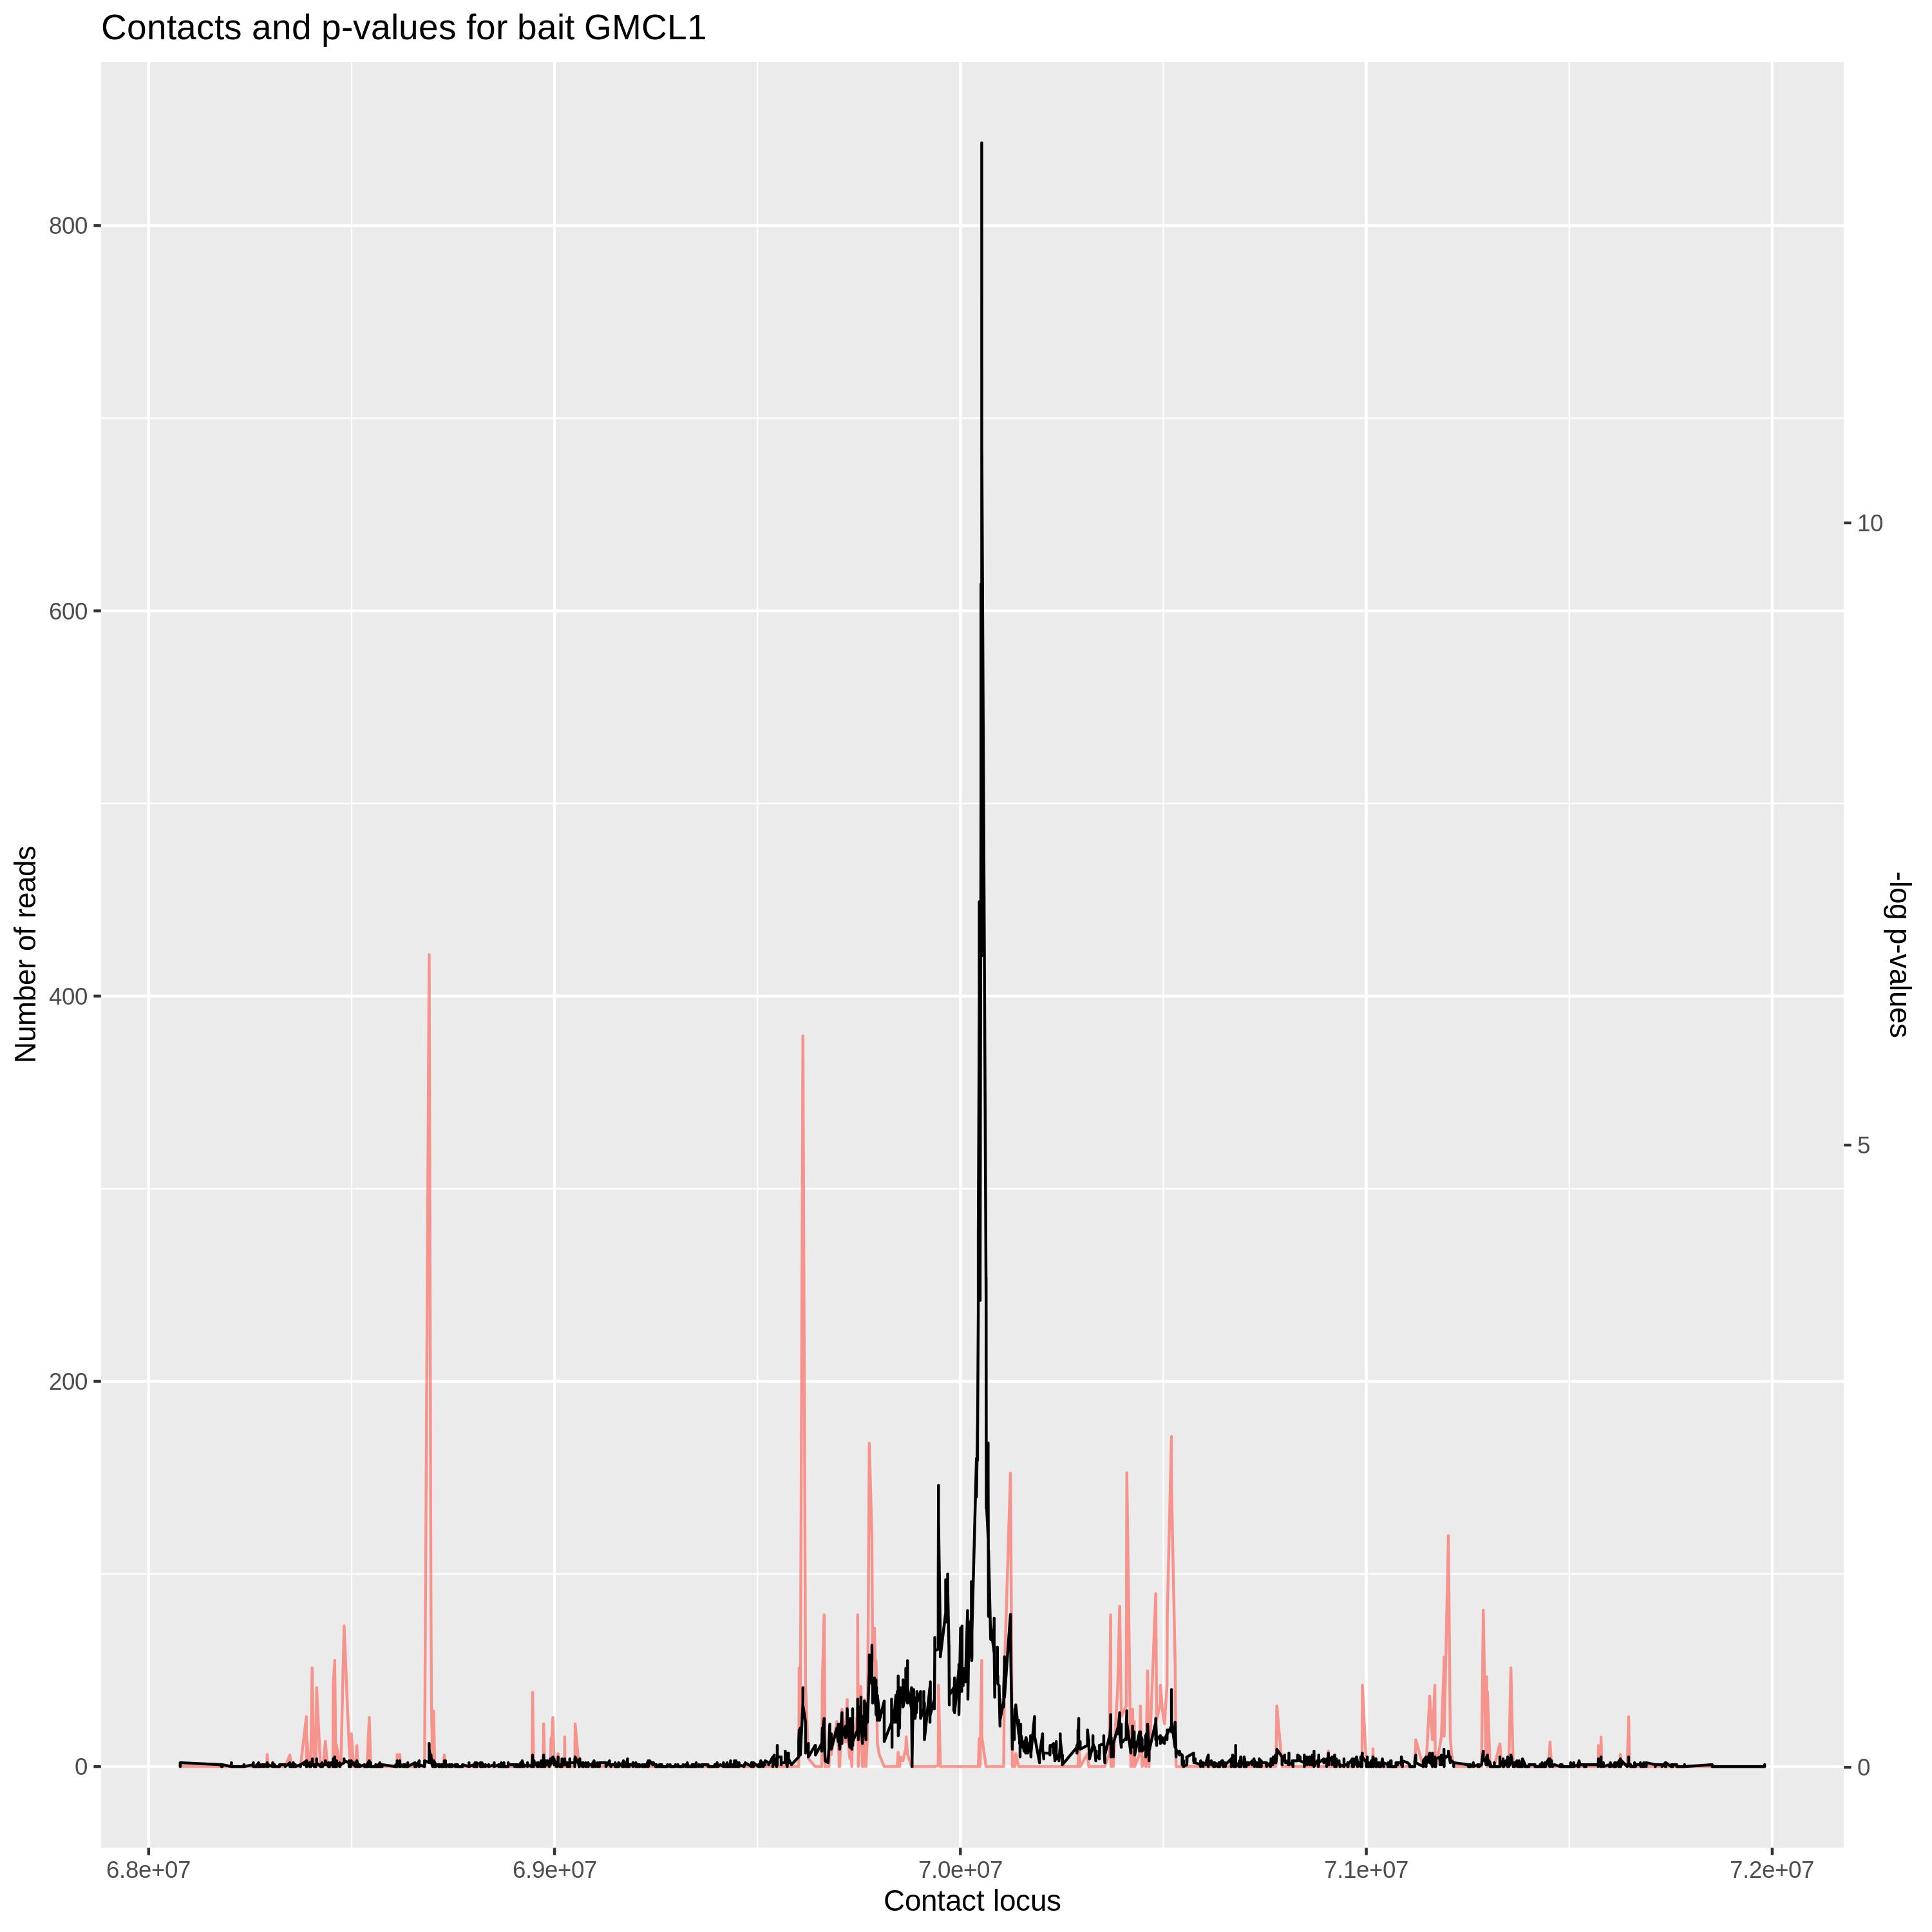 Contacts and p-values for bait GMCL1
800
600
400
200
0
Number of reads
10
5
0
-log p-values
6.8e+07
6.9e+07
7.0e+07
7.1e+07
7.2e+07
Contact locus